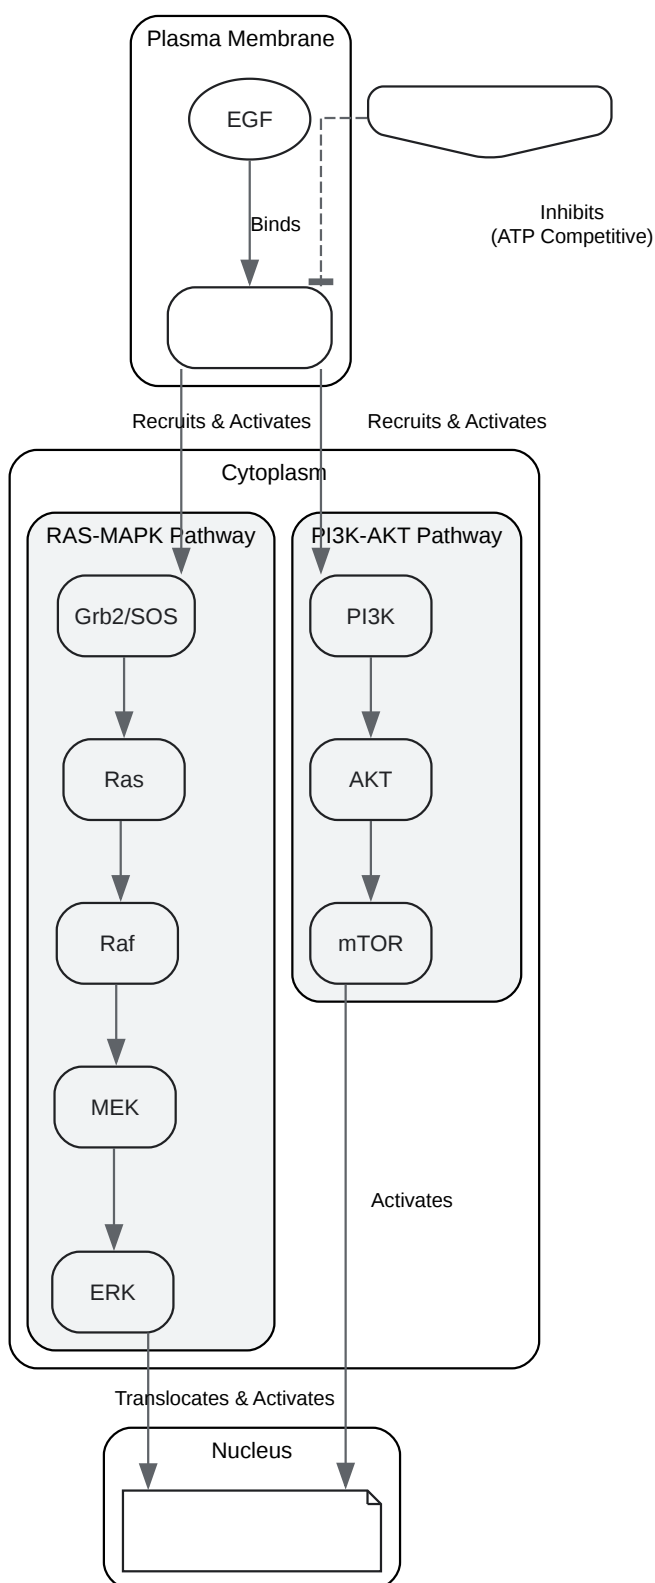 Plasma Membrane
EGF
Binds
Inhibits
(ATP Competitive)
Recruits & Activates
Recruits & Activates
Cytoplasm
RAS-MAPK Pathway
PI3K-AKT Pathway
Grb2/SOS
PI3K
Ras
AKT
Raf
mTOR
MEK
Activates
ERK
Translocates & Activates
Nucleus